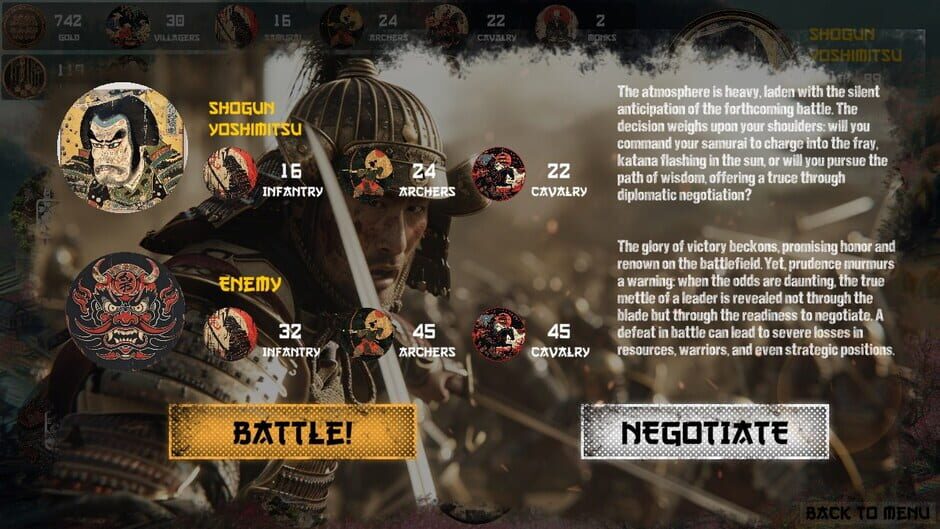 742
GOLD
30
VILLAGERS
16
SAMURAI
24
ARCHERS
22
CAVALRY
2
MONKS
SHOGUN
YOSHIMITSU
SHOGUN
YOSHIMITSU
16
INFANTRY
24
ARCHERS
22
CAVALRY
ENEMY
32
INFANTRY
45
ARCHERS
45
CAVALRY
The atmosphere is heavy, laden with the silent
anticipation of the forthcoming battle. The
decision weighs upon your shoulders: will you
command your samurai to charge into the fray,
katana flashing in the sun, or will you pursue the
path of wisdom, offering a truce through
diplomatic negotiation?
The glory of victory beckons, promising honor and
renown on the battlefield. Yet, prudence murmurs
a warning: when the odds are daunting, the true
mettle of a leader is revealed not through the
blade but through the readiness to negotiate. A
defeat in battle can lead to severe losses in
resources, warriors, and even strategic positions.
BATTLE!
NEGOTIATE
BACK TO MENU